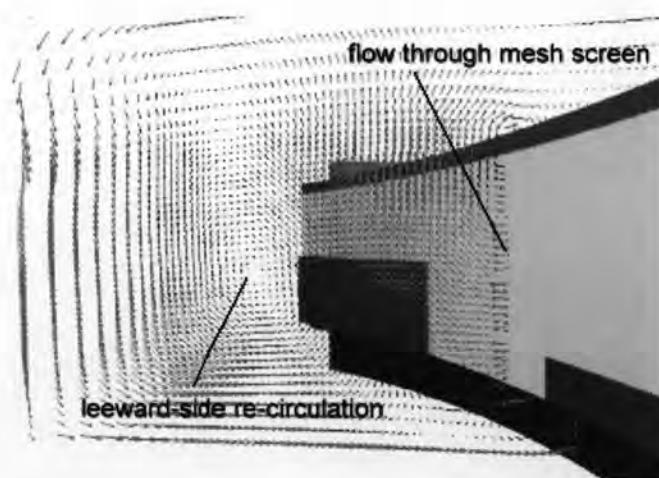 flow through mesh screen
leeward-side re-circulation